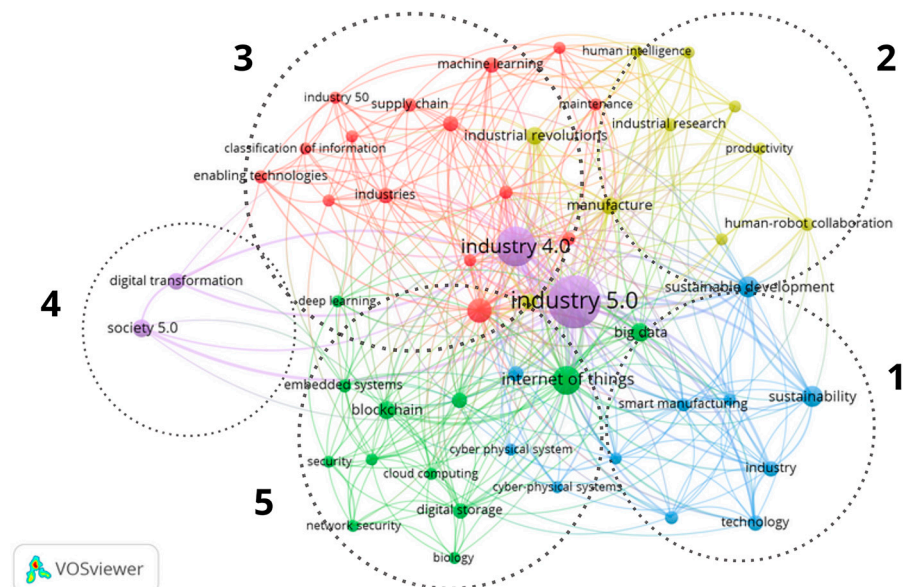 3
human intelligence
2
machine learning
industry 50
supply chain
maintenance
industrial research
industrial revolutions
classification (of information
productivity
enabling technologies
industries
manufacture
human-robot collaboration
industry 4.0
digital transformation
sustainable development
4
deep learning
industry 5.0
society 5.0
big data
1
internet of things
embedded systems
sustainability
smart manufacturing
blockchain
cyber physical system
security
cloud computing
industry
cyber-physical systems
5
digital storage
network security
technology
biology
VOSviewer